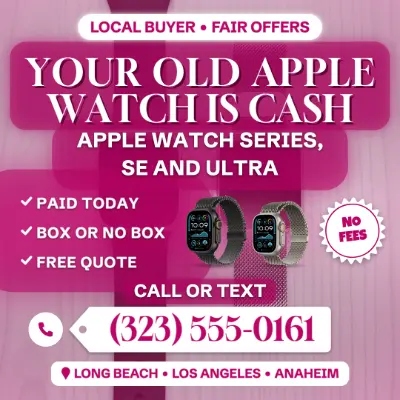 LOCAL BUYER • FAIR OFFERS
YOUR OLD APPLE
WATCH IS CASH
APPLE WATCH SERIES,
SE AND ULTRA
PAID TODAY
BOX OR NO BOX
FREE QUOTE
NO
FEES
CALL OR TEXT
(323) 555-0161
LONG BEACH • LOS ANGELES • ANAHEIM